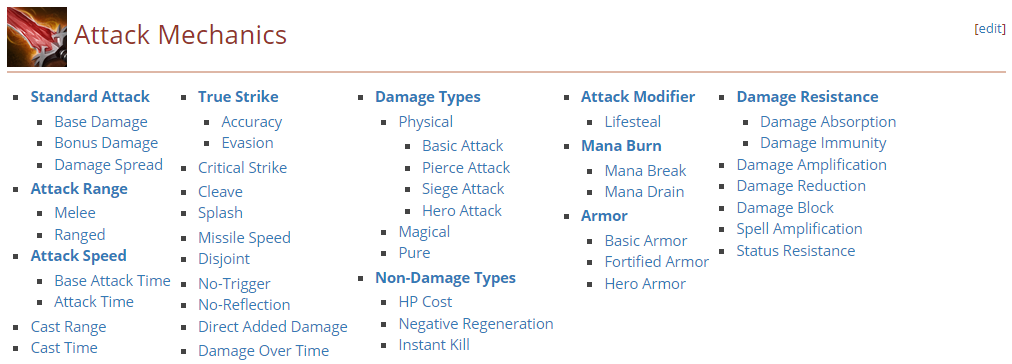 Attack Mechanics
[edit]
Standard Attack
Base Damage
Bonus Damage
Damage Spread
Attack Range
Melee
Ranged
Attack Speed
Base Attack Time
Attack Time
Cast Range
Cast Time
True Strike
Accuracy
Evasion
Critical Strike
Cleave
Splash
Missile Speed
Disjoint
No-Trigger
No-Reflection
Direct Added Damage
Damage Over Time
Damage Types
Physical
Basic Attack
Pierce Attack
Siege Attack
Hero Attack
Magical
Pure
Non-Damage Types
HP Cost
Negative Regeneration
Instant Kill
Attack Modifier
Lifesteal
Mana Burn
Mana Break
Mana Drain
Armor
Basic Armor
Fortified Armor
Hero Armor
Damage Resistance
Damage Absorption
Damage Immunity
Damage Amplification
Damage Reduction
Damage Block
Spell Amplification
Status Resistance